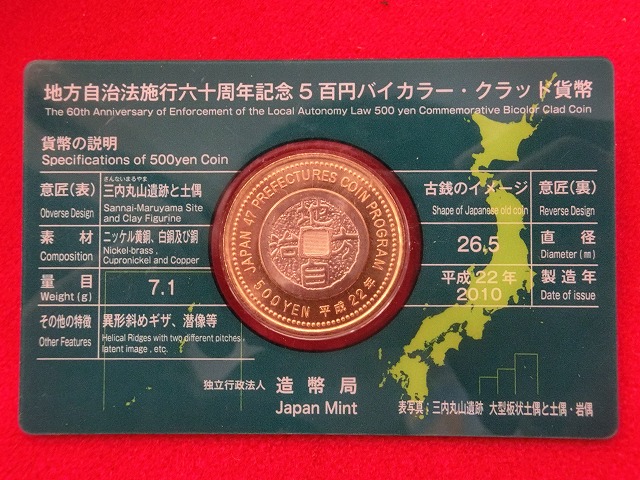 地方自治法施行六十周年記念５百円バイカラー・クラッド貨幣
The 60th Anniversary of Enforcement of the Local Autonomy Law 500 yen Commemorative Bicolor Clad Coin
貨幣の説明
Specifications of 500yen Coin
意匠(表)
Obverse Design
さんないまるやま
三内丸山遺跡と土偶
Sannai-Maruyama Site
and Clay Figurine
素材
Composition
ニッケル黄銅、白銅及び銅
Nickel-brass,
Cupronickel and Copper
量目
Weight(g)
7.1
その他の特徴
Other Features
異形斜めギザ、潜像等
Helical Ridges with two different pitches,
latent image, etc.
JAPAN 47 PREFECTURES COIN PROGRAM
500YEN 平成22年
地方自治
古銭のイメージ
Shape of Japanese old coin
意匠(裏)
Reverse Design
26.5
直径
Diameter(㎜)
平成22年
2010
製造年
Date of issue
独立行政法人 造幣局
Japan Mint
表写真：三内丸山遺跡 大型板状土偶と土偶・岩偶